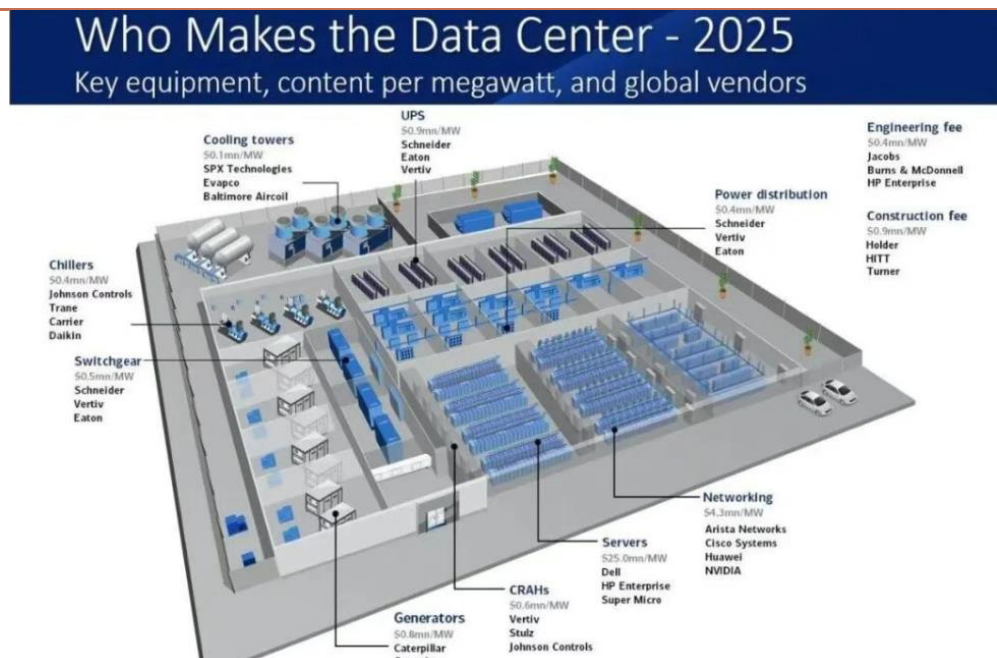 Who Makes the Data Center - 2025
Key equipment, content per megawatt, and global vendors
UPS
$0.9mn/MW
Schneider
Eaton
Vertiv
Cooling towers
$0.1mn/MW
SPX Technologies
Evapco
Baltimore Aircoil
Engineering fee
$0.4mn/MW
Jacobs
Burns & McDonnell
HP Enterprise
Power distribution
$0.4mn/MW
Schneider
Vertiv
Eaton
Construction fee
$0.9mn/MW
Holder
HITT
Turner
Chillers
$0.4mn/MW
Johnson Controls
Trane
Carrier
Daikin
Switchgear
$0.5mn/MW
Schneider
Vertiv
Eaton
Networking
$4.3mn/MW
Arista Networks
Cisco Systems
Huawei
NVIDIA
Servers
$25.0mn/MW
Dell
HP Enterprise
Super Micro
CRAHs
$0.6mn/MW
Vertiv
Stulz
Johnson Controls
Generators
$0.8mn/MW
Caterpillar